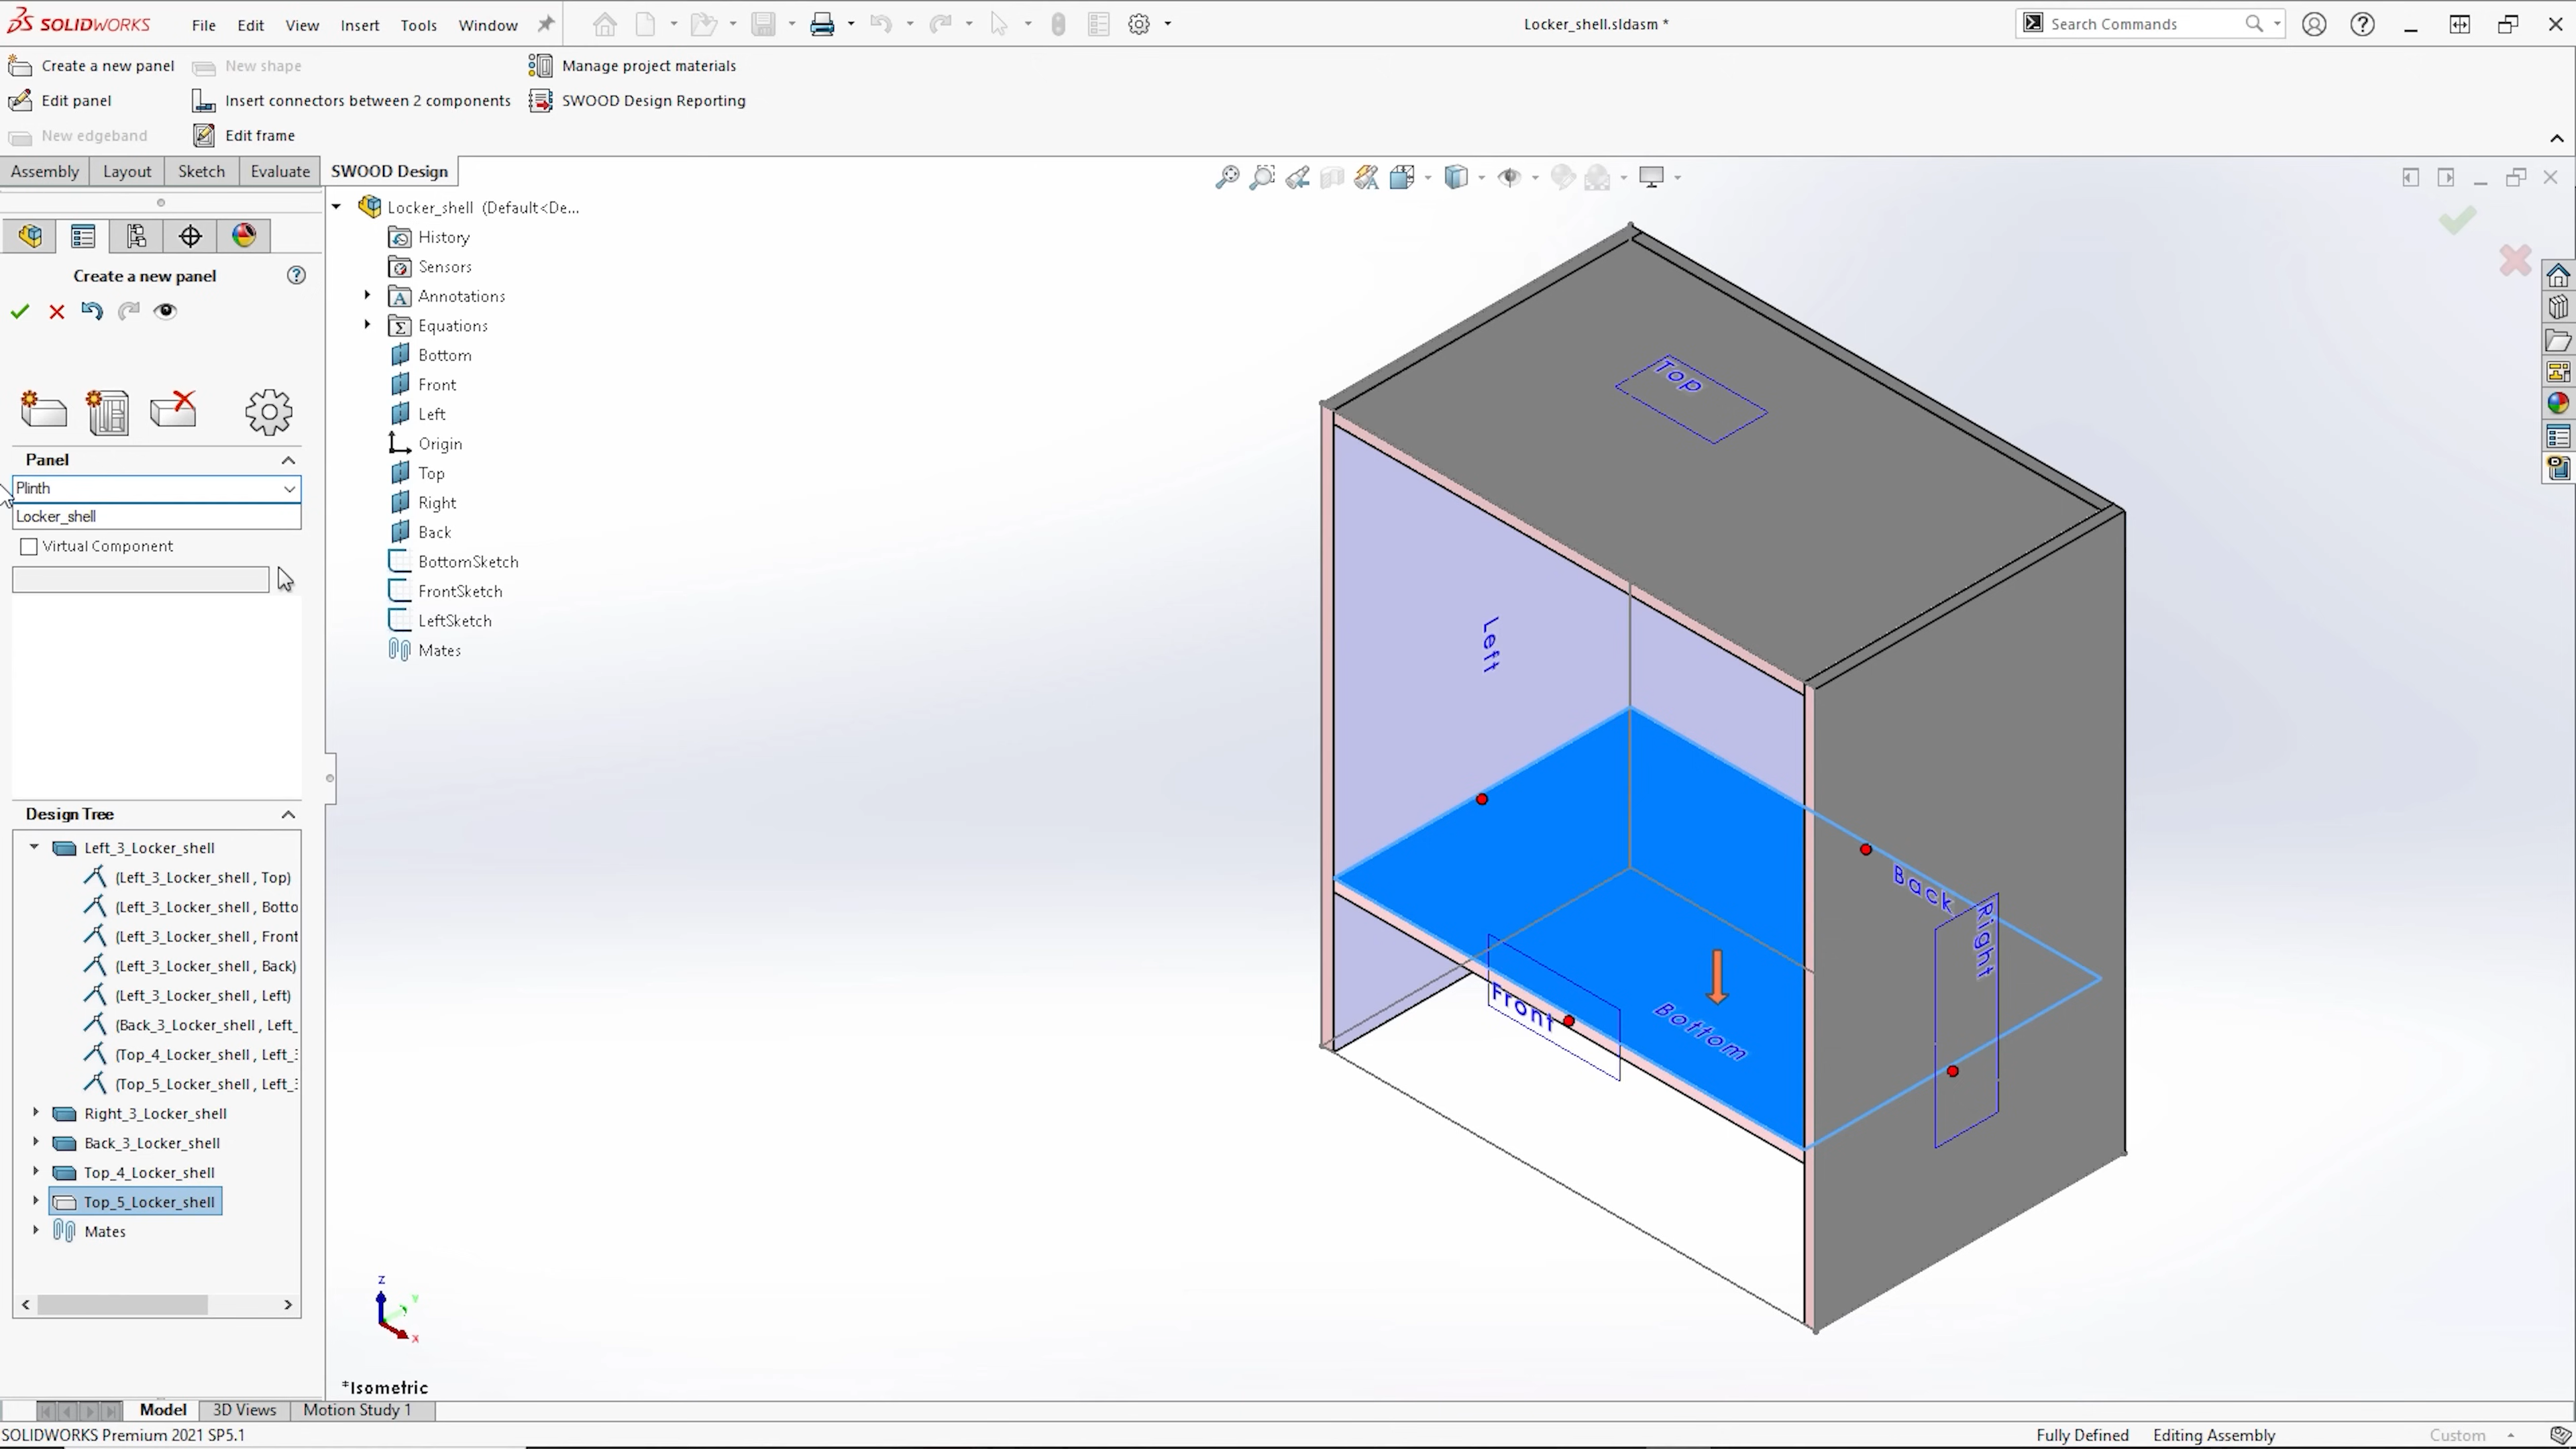 SOLIDWORKS File Edit View Insert Tools Window Locker_shell.sldasm * Search Commands
Create a new panel New shape Manage project materials
Edit panel Insert connectors between 2 components SWOOD Design Reporting
New edgeband Edit frame
Assembly Layout Sketch Evaluate SWOOD Design
Locker_shell (Default<De...
History
Sensors
Annotations
Equations
Bottom
Front
Left
Origin
Top
Right
Back
BottomSketch
FrontSketch
LeftSketch
Mates
Create a new panel
Panel
Plinth
Locker_shell
Virtual Component
Design Tree
Left_3_Locker_shell
(Left_3_Locker_shell , Top)
(Left_3_Locker_shell , Botto
(Left_3_Locker_shell , Front
(Left_3_Locker_shell , Back)
(Left_3_Locker_shell , Left)
(Back_3_Locker_shell , Left_
(Top_4_Locker_shell , Left_3
(Top_5_Locker_shell , Left_3
Right_3_Locker_shell
Back_3_Locker_shell
Top_4_Locker_shell
Top_5_Locker_shell
Mates
Top
Left
Back
Right
Front
Bottom
Z
Y
X
*Isometric
Model 3D Views Motion Study 1
SOLIDWORKS Premium 2021 SP5.1 Fully Defined Editing Assembly Custom